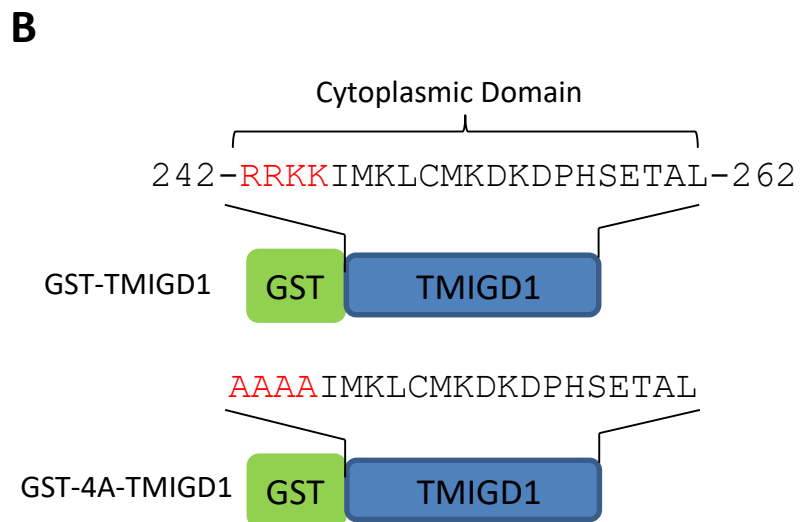 B
Cytoplasmic Domain
242-RRKKIMKLCMKDKDPHSETAL-262
GST-TMIGD1 GST TMIGD1
AAAAIMKLCMKDKDPHSETAL
GST-4A-TMIGD1 GST TMIGD1